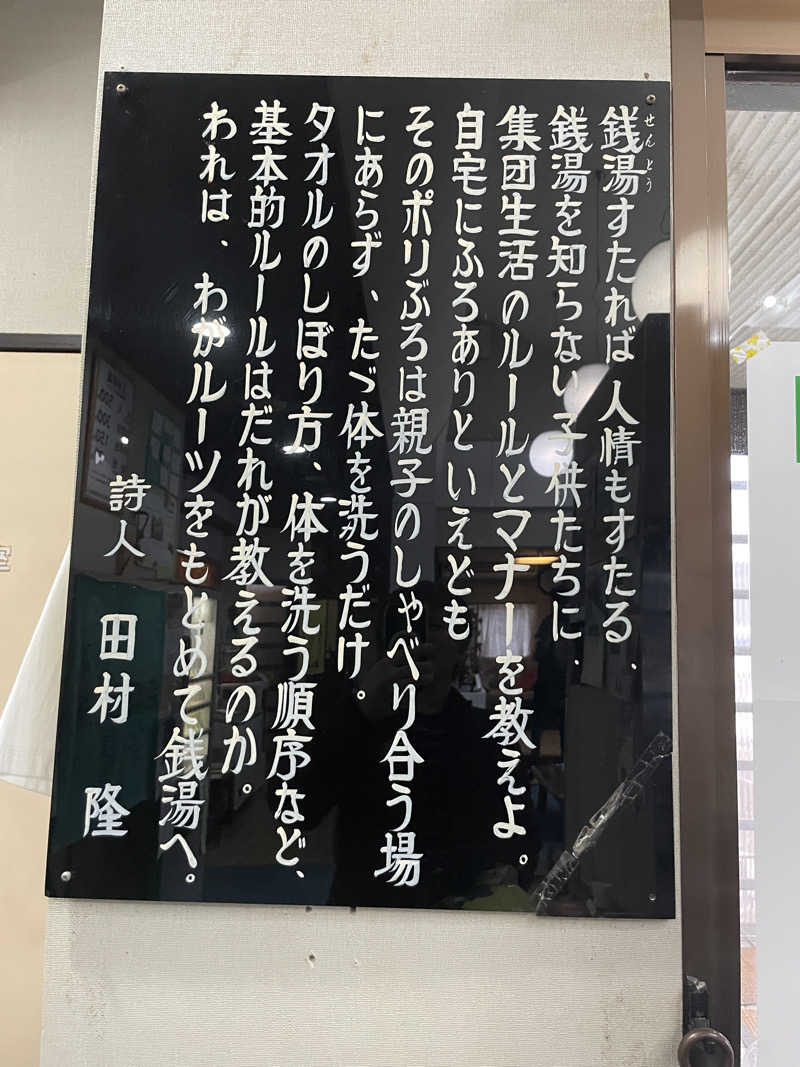 銭湯すたれば人情もすたる、
せんとう
銭湯を知らない子供たちに、
集団生活のルールとマナーを教えよ。
自宅にふろありといえども
そのポリぶろは親子のしゃべり合う場
にあらず、たゞ体を洗うだけ。
タオルのしぼり方、体を洗う順序など、
基本的ルールはだれが教えるのか。
われは、わがルーツをもとめて銭湯へ。
詩人 田村 隆